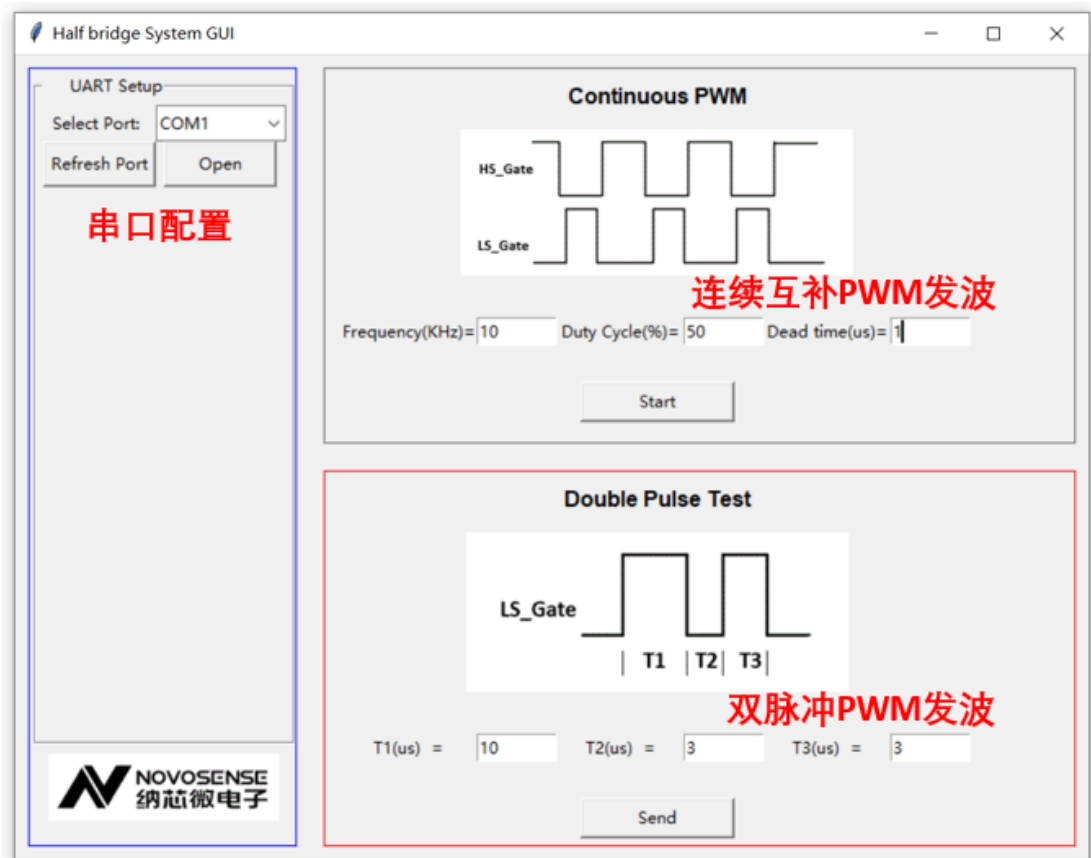 Half bridge System GUI
UART Setup
Select Port: COM1
Refresh Port Open
串口配置
NOVOSENSE
纳芯微电子
Continuous PWM
HS_Gate
LS_Gate
连续互补PWM发波
Frequency(KHz)= 10 Duty Cycle(%)= 50 Dead time(us)= 1
Start
Double Pulse Test
LS_Gate
T1 T2 T3
双脉冲PWM发波
T1(us) = 10 T2(us) = 3 T3(us) = 3
Send